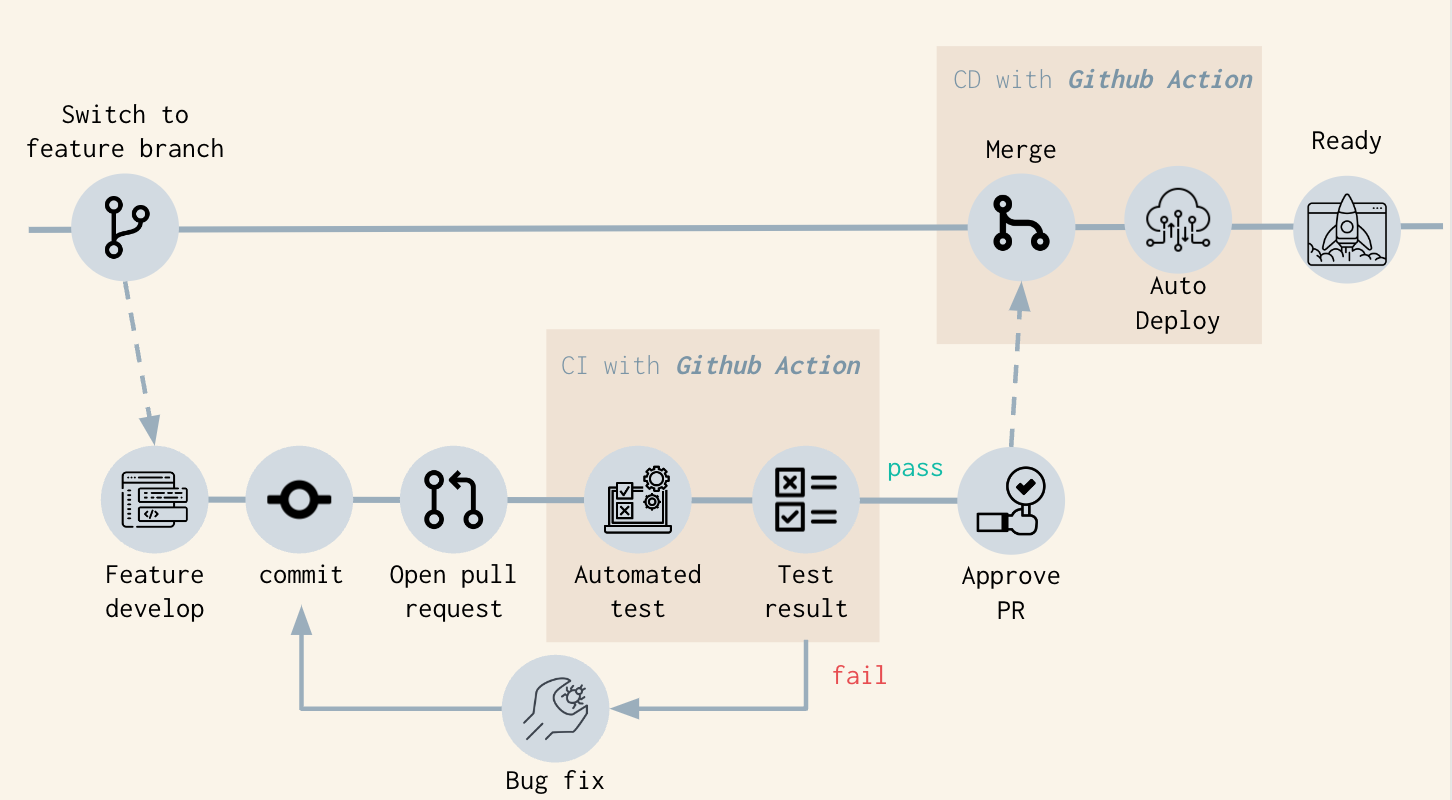 CD with Github Action
Switch to
feature branch
Merge
Ready
Auto
Deploy
CI with Github Action
pass
Feature
develop
commit
Open pull
request
Automated
test
Test
result
Approve
PR
fail
Bug fix